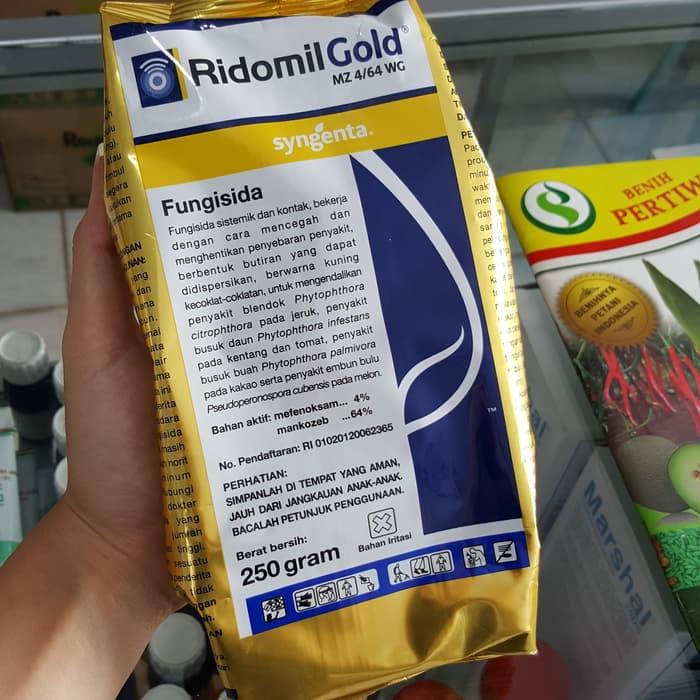 Ridomil Gold®
MZ 4/64 WG
syngenta®
Fungisida
Fungisida sistemik dan kontak, bekerja
dengan cara mencegah dan
menghentikan penyebaran penyakit,
berbentuk butiran yang dapat
didispersikan, berwarna kuning
kecoklat-coklatan, untuk mengendalikan
penyakit blendok Phytophthora
citrophthora pada jeruk, penyakit
busuk daun Phytophthora infestans
pada kentang dan tomat, penyakit
busuk buah Phytophthora palmivora
pada kakao serta penyakit embun bulu
Pseudoperonospora cubensis pada melon.
Bahan aktif: mefenoksam... 4%
mankozeb ...64%
No. Pendaftaran: RI 01020120062365
PERHATIAN:
SIMPANLAH DI TEMPAT YANG AMAN,
JAUH DARI JANGKAUAN ANAK-ANAK.
BACALAH PETUNJUK PENGGUNAAN.
Bahan Iritasi
Berat bersih:
250 gram
TM
BENIH
PERTIWI
BENIHNYA
PETANI
INDONESIA
Marshal